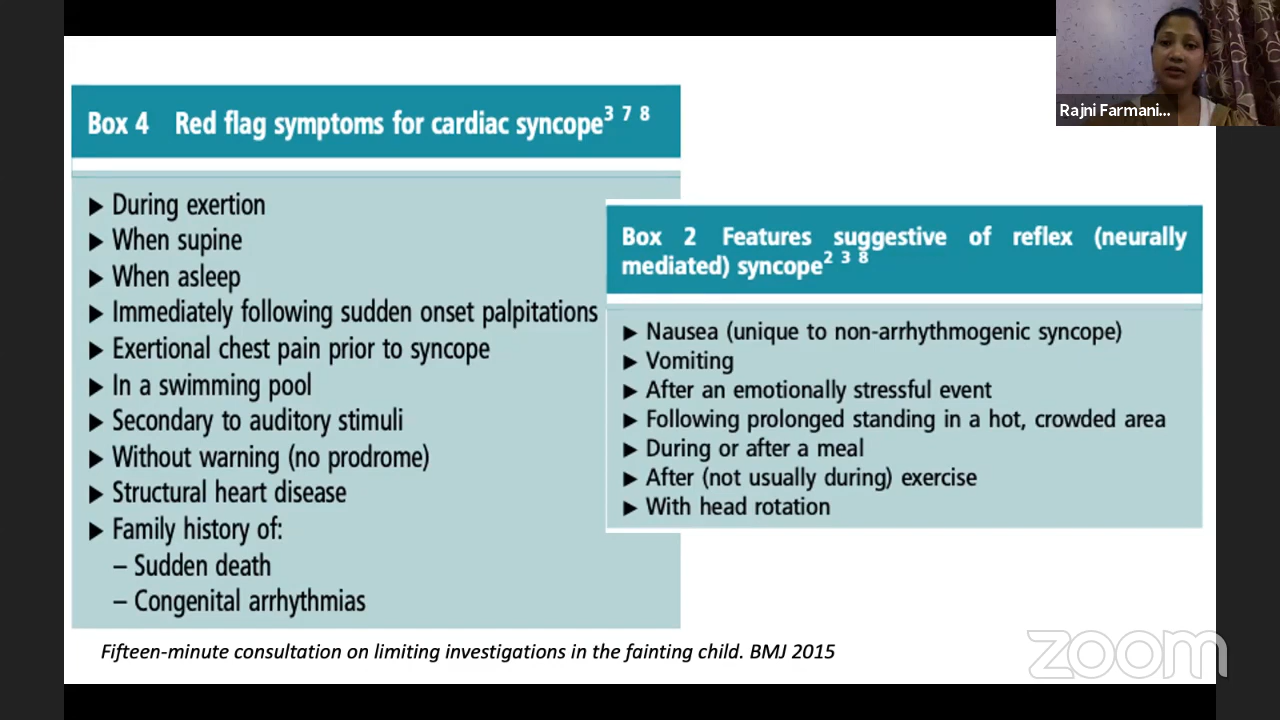 Rajni Farmani...
Box 4 Red flag symptoms for cardiac syncope3 7 8
▶ During exertion
▶ When supine
▶ When asleep
▶ Immediately following sudden onset palpitations
▶ Exertional chest pain prior to syncope
▶ In a swimming pool
▶ Secondary to auditory stimuli
▶ Without warning (no prodrome)
▶ Structural heart disease
▶ Family history of:
– Sudden death
– Congenital arrhythmias
Box 2 Features suggestive of reflex (neurally
mediated) syncope2 3 8
▶ Nausea (unique to non-arrhythmogenic syncope)
▶ Vomiting
▶ After an emotionally stressful event
▶ Following prolonged standing in a hot, crowded area
▶ During or after a meal
▶ After (not usually during) exercise
▶ With head rotation
Fifteen-minute consultation on limiting investigations in the fainting child. BMJ 2015
zoom